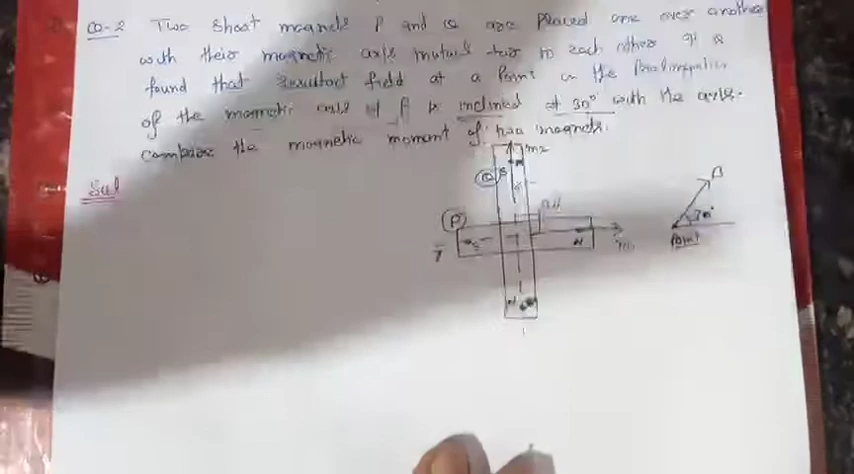 Q-2 Two short magnets P and Q are placed one over another
with their magnetic axis mutual to each other It is
found that resultant field at a Point on the Prolongation
of the magnetic axis of P is inclined at 30° with the axis.
Compare the magnetic moment of two magnets.
Sol
m2
Q
P
N
B
30°
Point